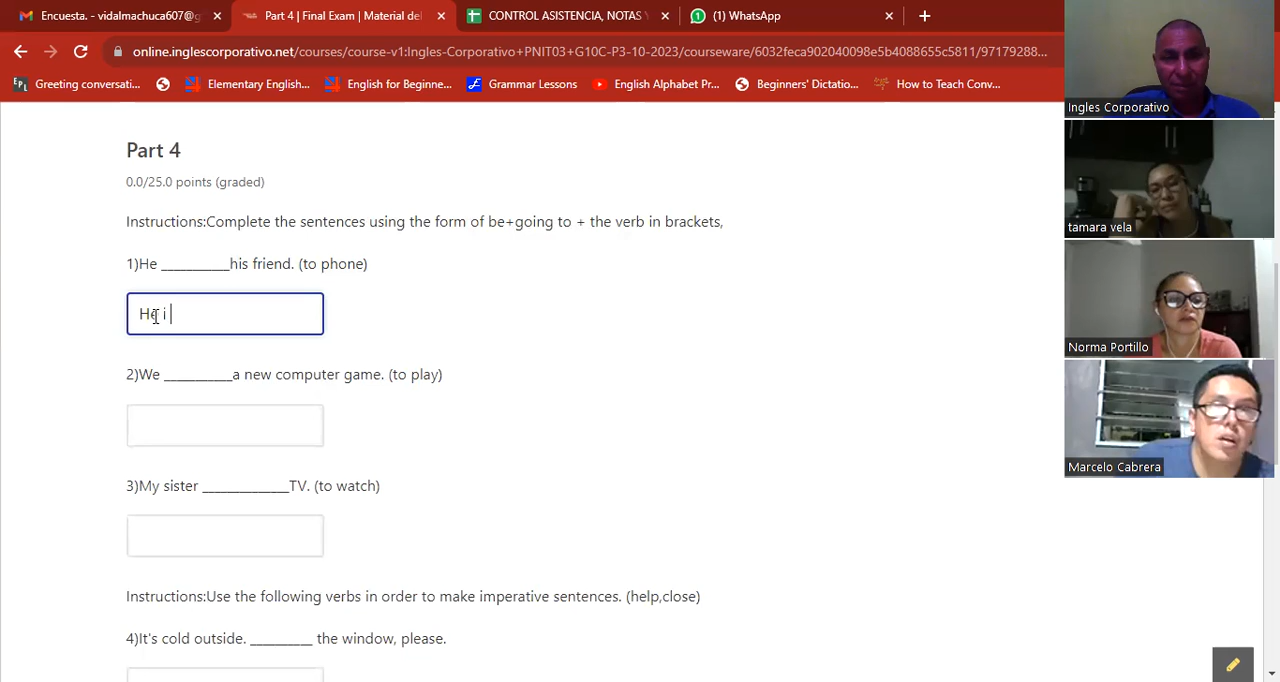 Encuesta. - vidalmachuca607@g
Part 4 | Final Exam | Material del
CONTROL ASISTENCIA, NOTAS Y
(1) WhatsApp
online.inglescorporativo.net/courses/course-v1:Ingles-Corporativo+PNIT03+G10C-P3-10-2023/courseware/6032feca902040098e5b4088655c5811/97179288...
Greeting conversati...
Elementary English...
English for Beginne...
Grammar Lessons
English Alphabet Pr...
Beginners' Dictatio...
How to Teach Conv...
Part 4
0.0/25.0 points (graded)
Instructions:Complete the sentences using the form of be+going to + the verb in brackets,
1)He ___________his friend. (to phone)
He i
2)We ___________a new computer game. (to play)
3)My sister ______________TV. (to watch)
Instructions:Use the following verbs in order to make imperative sentences. (help,close)
4)It's cold outside. __________ the window, please.
Ingles Corporativo
tamara vela
Norma Portillo
Marcelo Cabrera